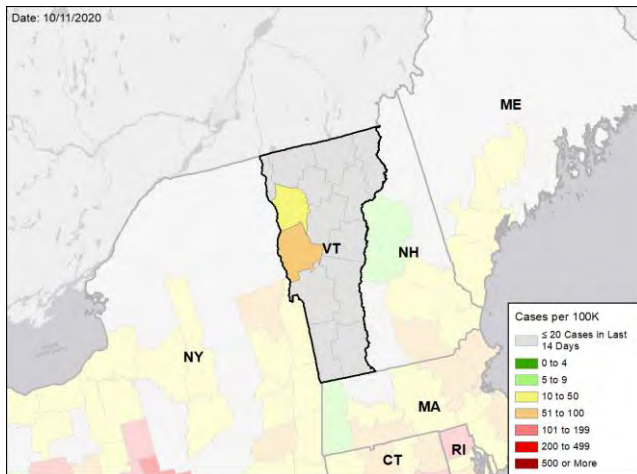 Date: 10/11/2020
ME
VT
NH
NY
MA
CT
RI
Cases per 100K
≤ 20 Cases in Last
14 Days
0 to 4
5 to 9
10 to 50
51 to 100
101 to 199
200 to 499
500 or More